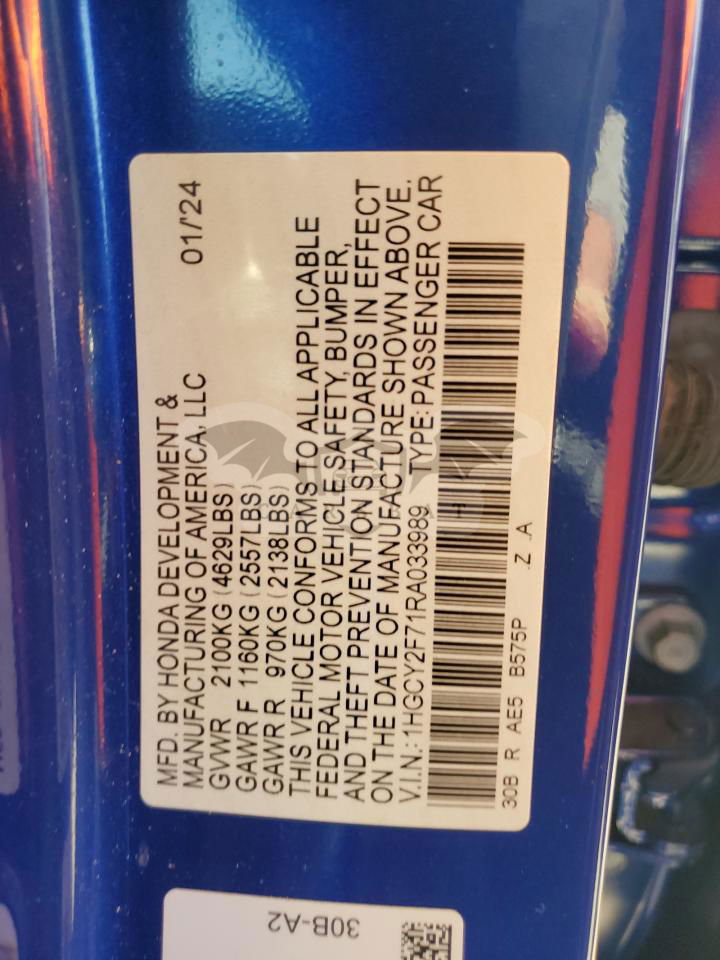 MFD. BY HONDA DEVELOPMENT &
MANUFACTURING OF AMERICA, LLC 01/'24
GVWR 2100KG (4629LBS)
GAWR F 1160KG (2557LBS)
GAWR R 970KG (2138LBS)
THIS VEHICLE CONFORMS TO ALL APPLICABLE
FEDERAL MOTOR VEHICLE SAFETY, BUMPER,
AND THEFT PREVENTION STANDARDS IN EFFECT
ON THE DATE OF MANUFACTURE SHOWN ABOVE.
V.I.N.: 1HGCY2F71RA033989 TYPE: PASSENGER CAR
30B R AE5 B575P .Z .A
30B-A2